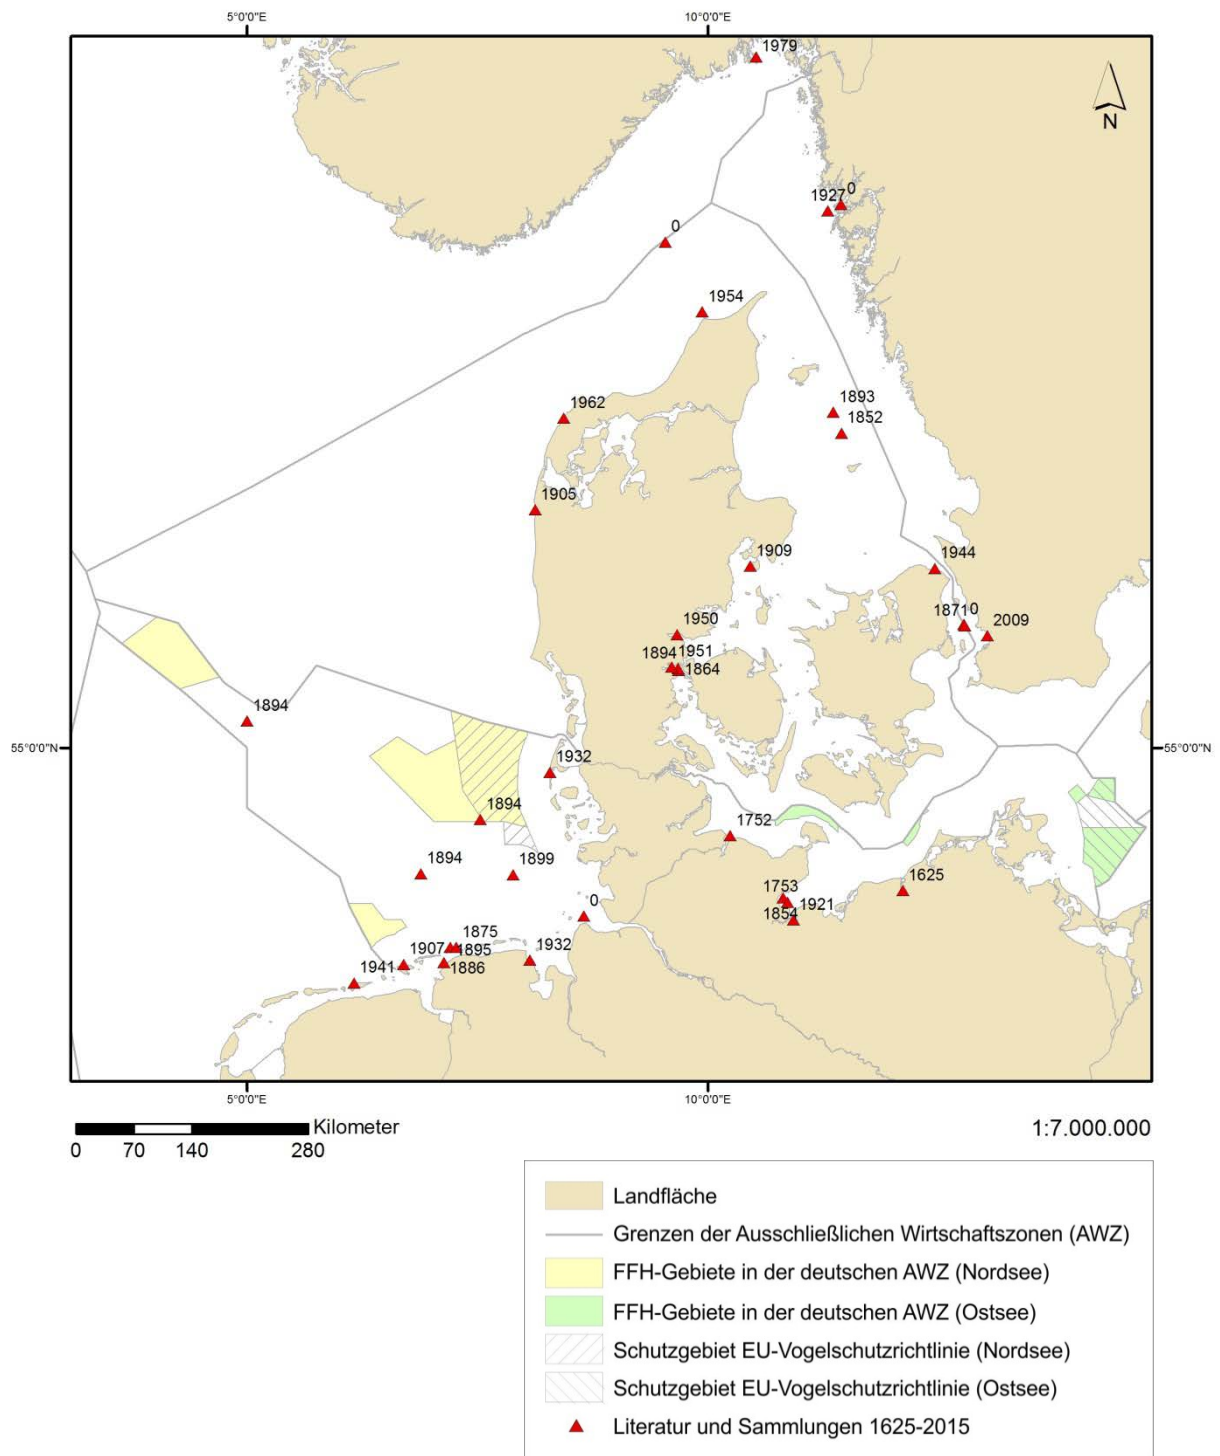 5°0'0"E
10°0'0"E
1979
N
1927
0
0
1954
1893
1852
1962
1905
1909
1944
1871
0
2009
1950
1951
1894
1864
1894
55°0'0"N
55°0'0"N
1932
1894
1752
1894
1899
1625
1753
1921
1854
0
1875
1907
1895
1932
1941
1886
5°0'0"E
10°0'0"E
Kilometer
0 70 140 280
1:7.000.000
Landfläche
Grenzen der Ausschließlichen Wirtschaftszonen (AWZ)
FFH-Gebiete in der deutschen AWZ (Nordsee)
FFH-Gebiete in der deutschen AWZ (Ostsee)
Schutzgebiet EU-Vogelschutzrichtlinie (Nordsee)
Schutzgebiet EU-Vogelschutzrichtlinie (Ostsee)
Literatur und Sammlungen 1625-2015